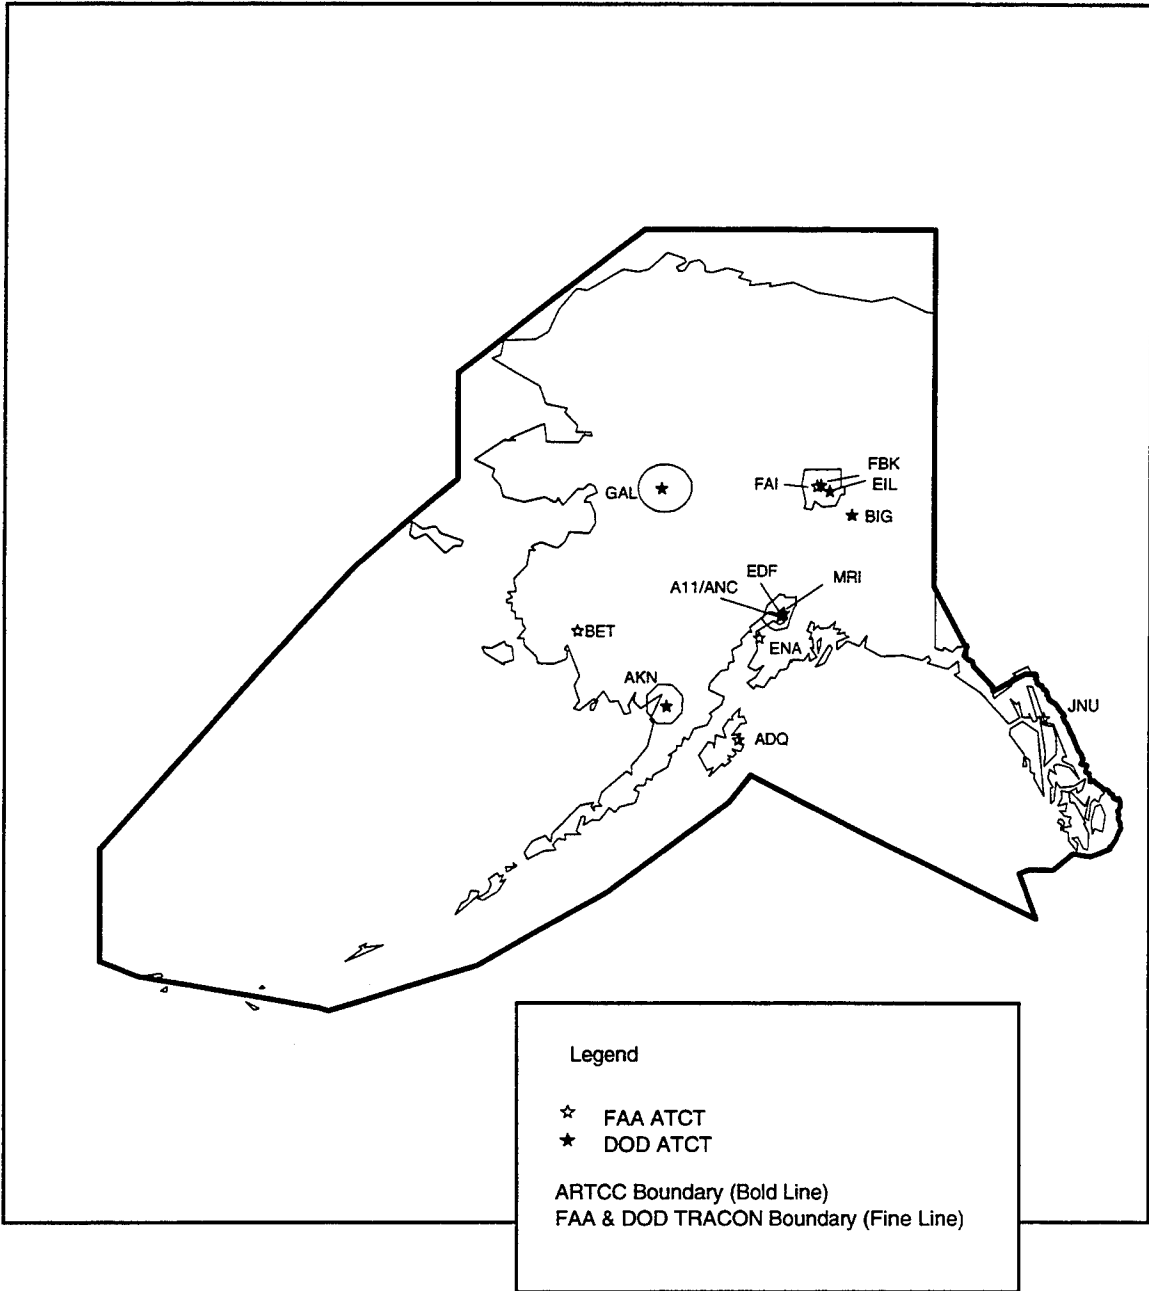 FBK
FAI
EIL
GAL
BIG
EDF
MRI
A11/ANC
BET
ENA
AKN
JNU
ADQ
Legend
FAA ATCT
DOD ATCT
ARTCC Boundary (Bold Line)
FAA & DOD TRACON Boundary (Fine Line)